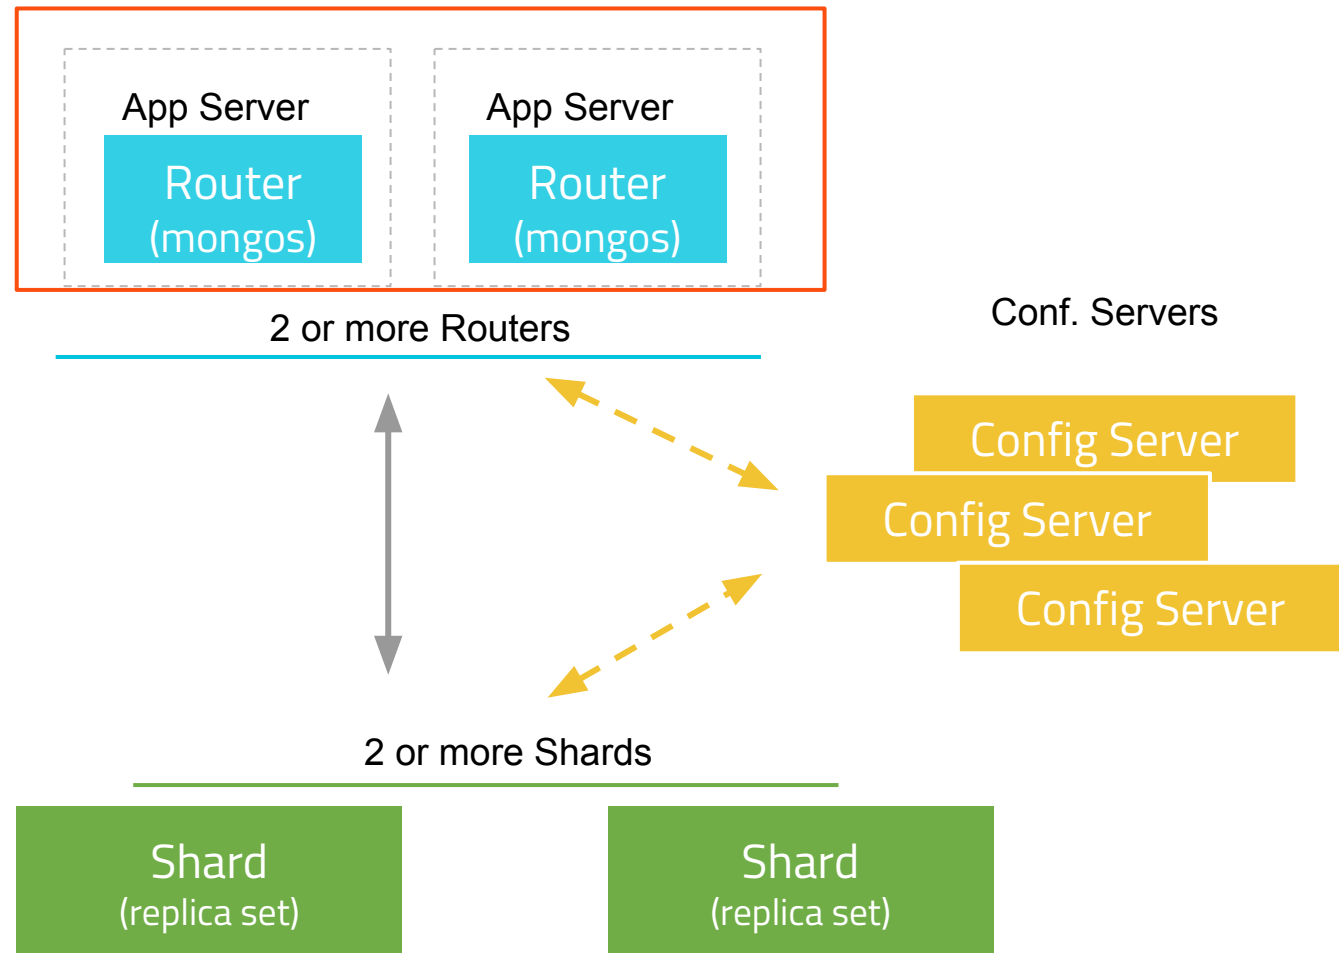 App Server
Router
(mongos)
App Server
Router
(mongos)
2 or more Routers
Conf. Servers
Config Server
Config Server
Config Server
2 or more Shards
Shard
(replica set)
Shard
(replica set)